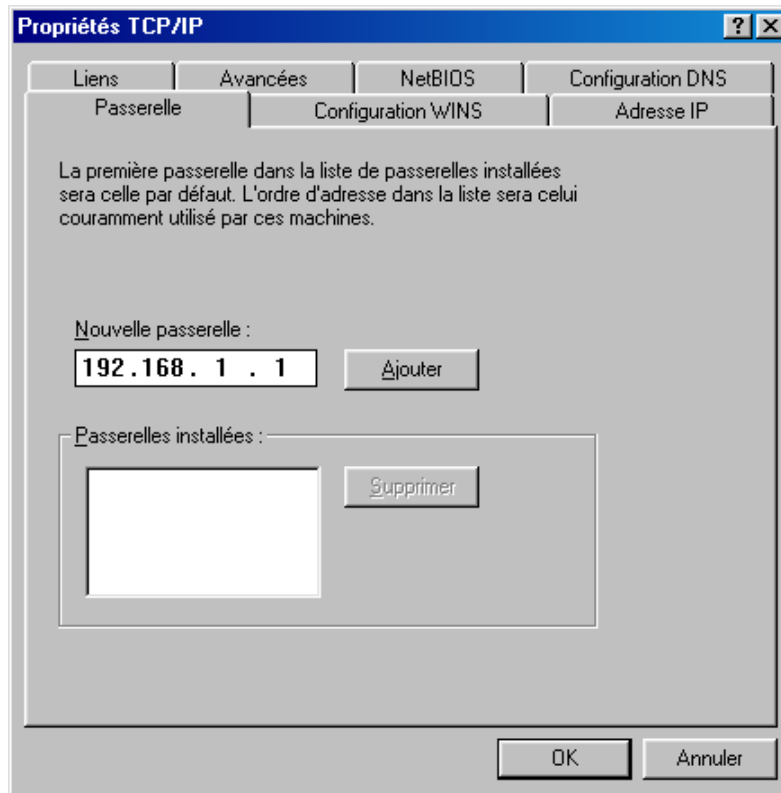 Propriétés TCP/IP
Liens Avancées NetBIOS Configuration DNS
Passerelle Configuration WINS Adresse IP
La première passerelle dans la liste de passerelles installées
sera celle par défaut. L'ordre d'adresse dans la liste sera celui
couramment utilisé par ces machines.
Nouvelle passerelle :
192.168. 1 . 1 Ajouter
Passerelles installées :
Supprimer
OK Annuler